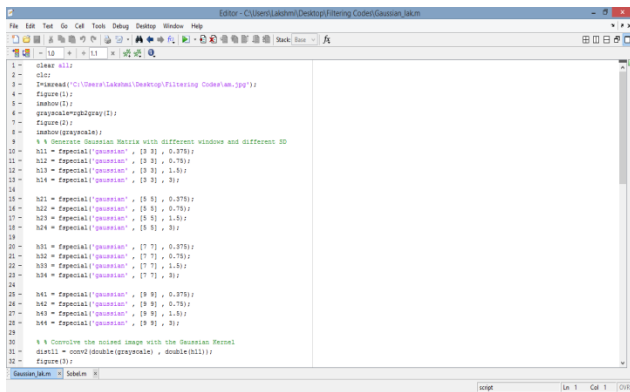 Editor - C:\Users\Lakshmi\Desktop\Filtering Codes\Gaussian_lak.m
File Edit Text Go Cell Tools Debug Desktop Window Help
Stack: Base
1.0 1.1
1 - clear all;
2 - clc;
3 - I=imread('C:\Users\Lakshmi\Desktop\Filtering Codes\am.jpg');
4 - figure(1);
5 - imshow(I);
6 - grayscale=rgb2gray(I);
7 - figure(2);
8 - imshow(grayscale);
9 % % Generate Gaussian Matrix with different windows and different SD
10 - h11 = fspecial('gaussian' , [3 3] , 0.375);
11 - h12 = fspecial('gaussian' , [3 3] , 0.75);
12 - h13 = fspecial('gaussian' , [3 3] , 1.5);
13 - h14 = fspecial('gaussian' , [3 3] , 3);
14
15 - h21 = fspecial('gaussian' , [5 5] , 0.375);
16 - h22 = fspecial('gaussian' , [5 5] , 0.75);
17 - h23 = fspecial('gaussian' , [5 5] , 1.5);
18 - h24 = fspecial('gaussian' , [5 5] , 3);
19
20 - h31 = fspecial('gaussian' , [7 7] , 0.375);
21 - h32 = fspecial('gaussian' , [7 7] , 0.75);
22 - h33 = fspecial('gaussian' , [7 7] , 1.5);
23 - h34 = fspecial('gaussian' , [7 7] , 3);
24
25 - h41 = fspecial('gaussian' , [9 9] , 0.375);
26 - h42 = fspecial('gaussian' , [9 9] , 0.75);
27 - h43 = fspecial('gaussian' , [9 9] , 1.5);
28 - h44 = fspecial('gaussian' , [9 9] , 3);
29
30 % % Convolve the noised image with the Gaussian Kernel
31 - dist11 = conv2(double(grayscale) , double(h11));
32 - figure(3);
Gaussian_lak.m × Sobel.m ×
script Ln 1 Col 1 OVR